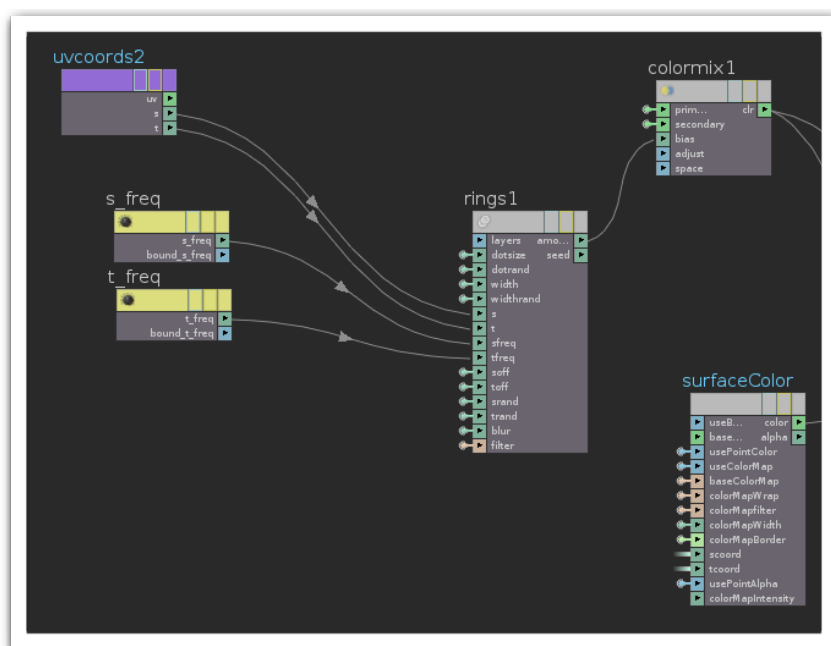 uvcoords2
uv
s
t
s_freq
s_freq
bound_s_freq
t_freq
t_freq
bound_t_freq
rings1
layers amo...
dotsize seed
dotrand
width
widthrand
s
t
sfreq
tfreq
soff
toff
srand
trand
blur
filter
colormix1
prim... clr
secondary
bias
adjust
space
surfaceColor
useB... color
base... alpha
usePointColor
useColorMap
baseColorMap
colorMapWrap
colorMapfilter
colorMapWidth
colorMapBorder
scoord
tcoord
usePointAlpha
colorMapIntensity